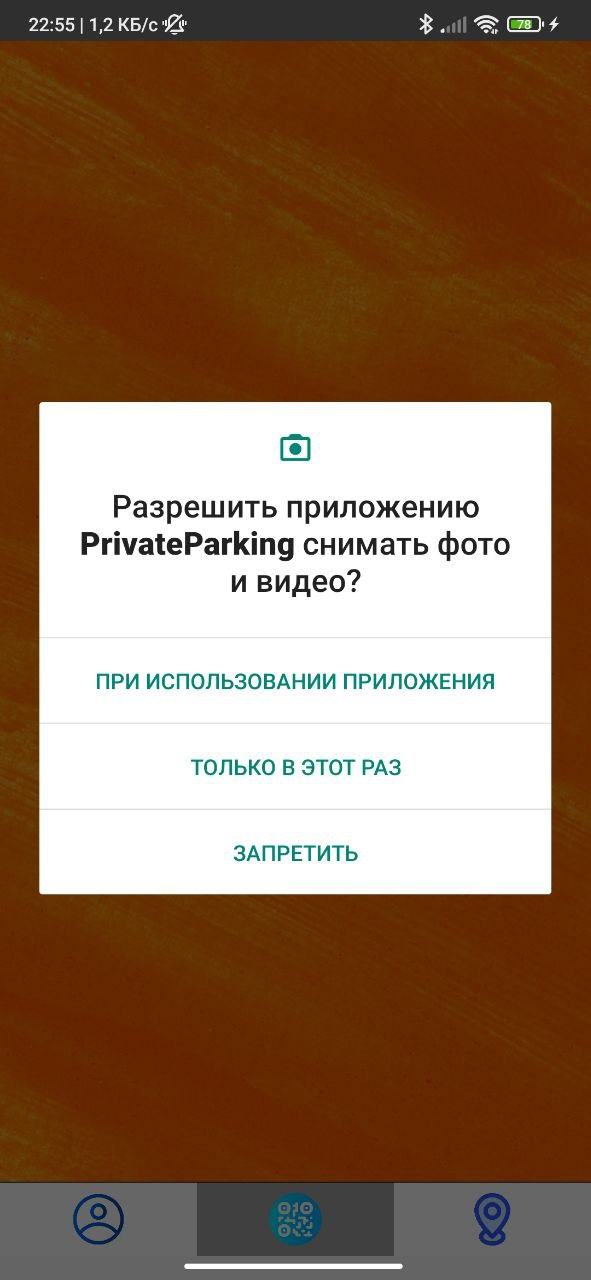 22:55 | 1,2 КБ/с 78
Разрешить приложению
PrivateParking снимать фото
и видео?
ПРИ ИСПОЛЬЗОВАНИИ ПРИЛОЖЕНИЯ
ТОЛЬКО В ЭТОТ РАЗ
ЗАПРЕТИТЬ